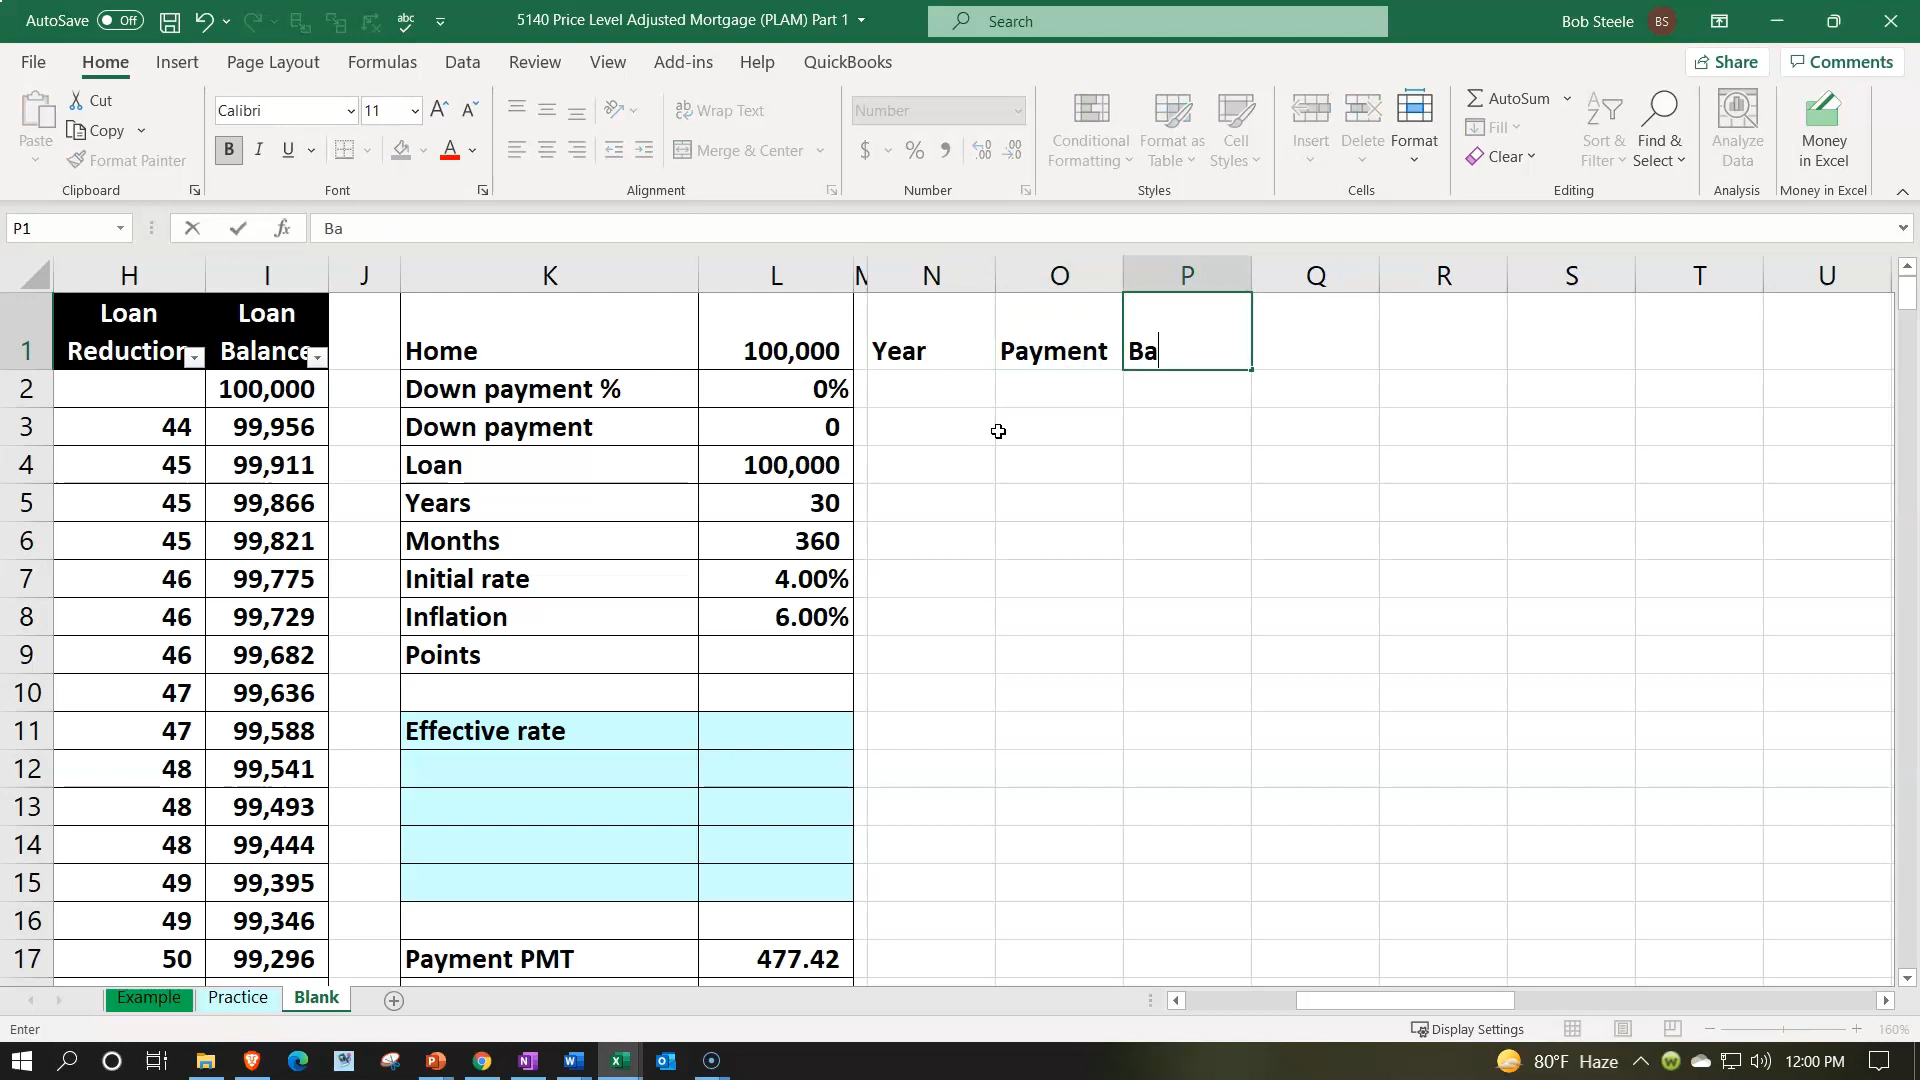 AutoSave Off abc 5140 Price Level Adjusted Mortgage (PLAM) Part 1 Search Bob Steele BS
File Home Insert Page Layout Formulas Data Review View Add-ins Help QuickBooks Share Comments
Paste Cut Copy Format Painter Clipboard
Calibri 11 A A B I U A Font
ab Wrap Text Merge & Center Alignment
Number $ % 9 Number
Conditional Formatting Format as Table Cell Styles Styles
Insert Delete Format Cells
AutoSum Fill Clear Sort & Filter Find & Select Editing
Analyze Data Analysis
Money in Excel Money in Excel
P1 fx Ba
H I J K L M N O P Q R S T U
Loan Reduction Loan Balance
1 Home 100,000 Year Payment Ba
2 100,000 Down payment % 0%
3 44 99,956 Down payment 0
4 45 99,911 Loan 100,000
5 45 99,866 Years 30
6 45 99,821 Months 360
7 46 99,775 Initial rate 4.00%
8 46 99,729 Inflation 6.00%
9 46 99,682 Points
10 47 99,636
11 47 99,588 Effective rate
12 48 99,541
13 48 99,493
14 48 99,444
15 49 99,395
16 49 99,346
17 50 99,296 Payment PMT 477.42
Example Practice Blank
Enter Display Settings 160%
80°F Haze 12:00 PM